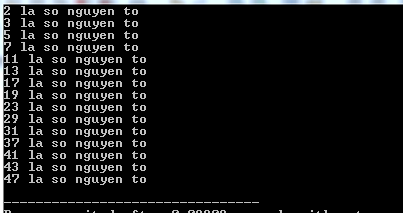 2 la so nguyen to
3 la so nguyen to
5 la so nguyen to
7 la so nguyen to
11 la so nguyen to
13 la so nguyen to
17 la so nguyen to
19 la so nguyen to
23 la so nguyen to
29 la so nguyen to
31 la so nguyen to
37 la so nguyen to
41 la so nguyen to
43 la so nguyen to
47 la so nguyen to
--------------------------------